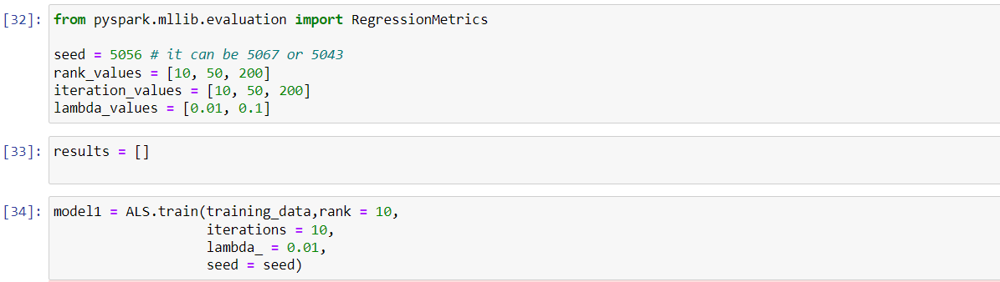 [32]: from pyspark.mllib.evaluation import RegressionMetrics
seed = 5056 # it can be 5067 or 5043
rank_values = [10, 50, 200]
iteration_values = [10, 50, 200]
lambda_values = [0.01, 0.1]
[33]: results = []
[34]: model1 = ALS.train(training_data,rank = 10,
iterations = 10,
lambda_ = 0.01,
seed = seed)